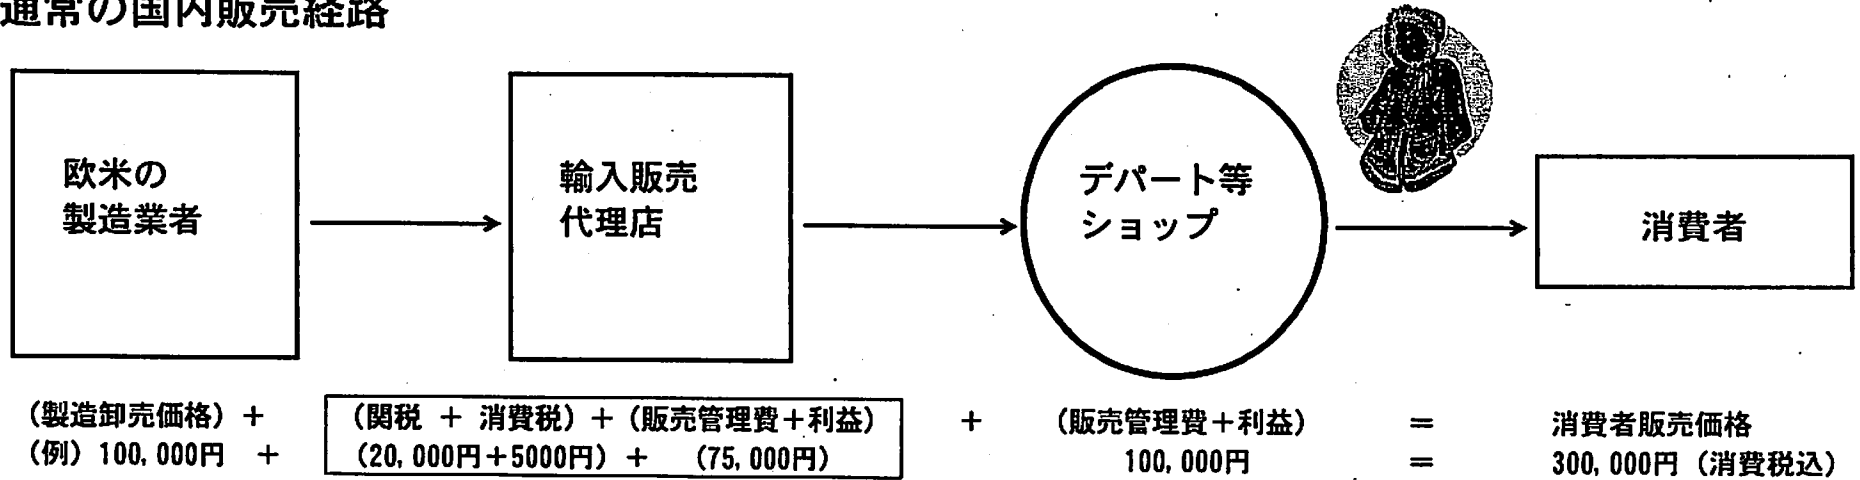 通常の国内販売経路
欧米の
製造業者
輸入販売
代理店
デパート等
ショップ
消費者
(製造卸売価格)+ (関税 + 消費税)+(販売管理費+利益) + (販売管理費+利益) = 消費者販売価格
(例)100,000円 + (20,000円+5000円)+ (75,000円) 100,000円 = 300,000円(消費税込)